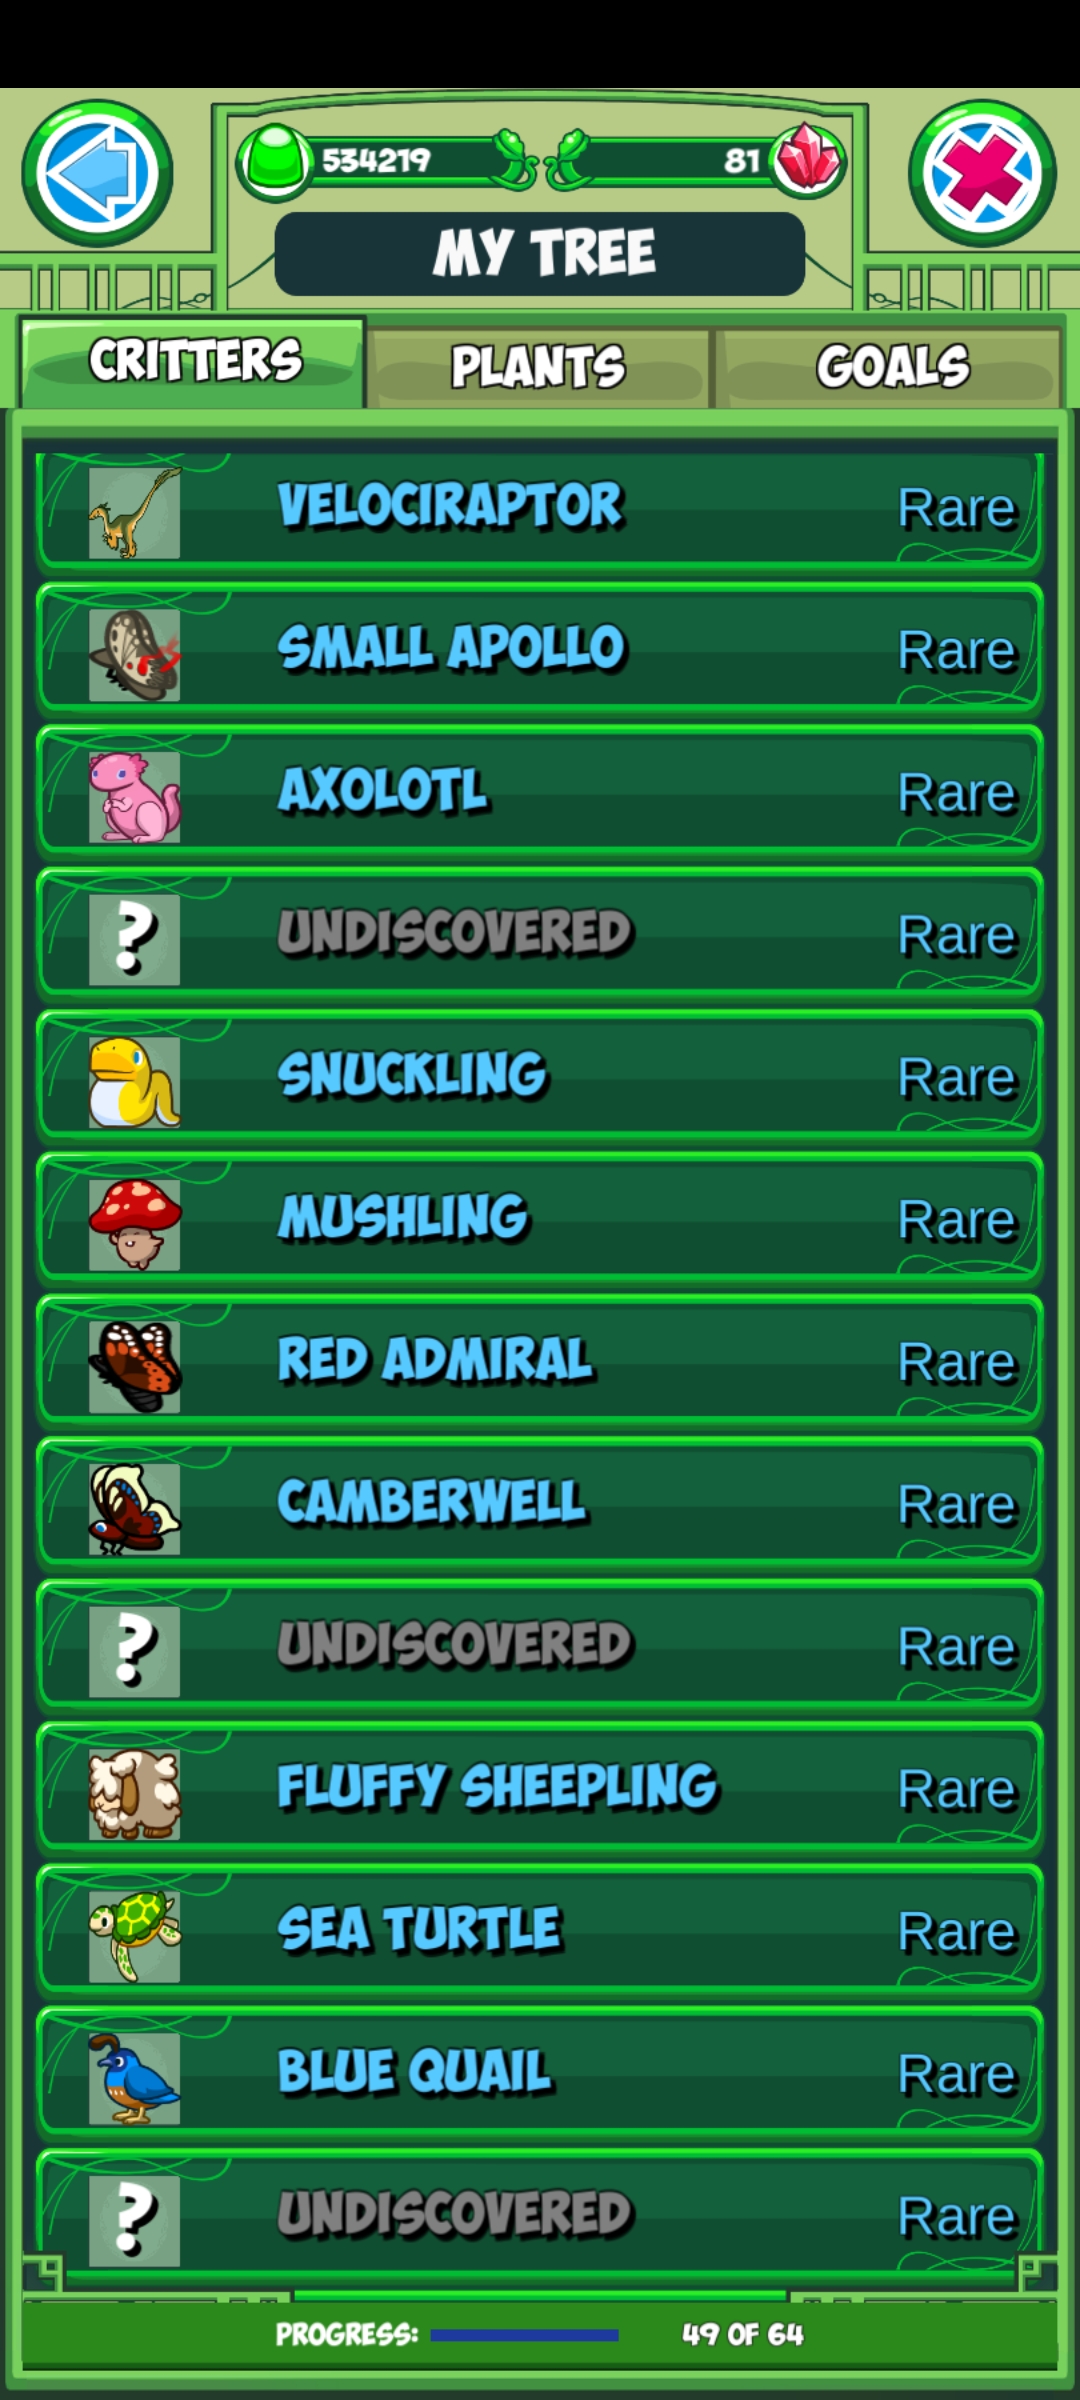 534219
81
MY TREE
CRITTERS
PLANTS
GOALS
VELOCIRAPTOR Rare
SMALL APOLLO Rare
AXOLOTL Rare
? UNDISCOVERED Rare
SNUCKLING Rare
MUSHLING Rare
RED ADMIRAL Rare
CAMBERWELL Rare
? UNDISCOVERED Rare
FLUFFY SHEEPLING Rare
SEA TURTLE Rare
BLUE QUAIL Rare
? UNDISCOVERED Rare
PROGRESS: 49 OF 64